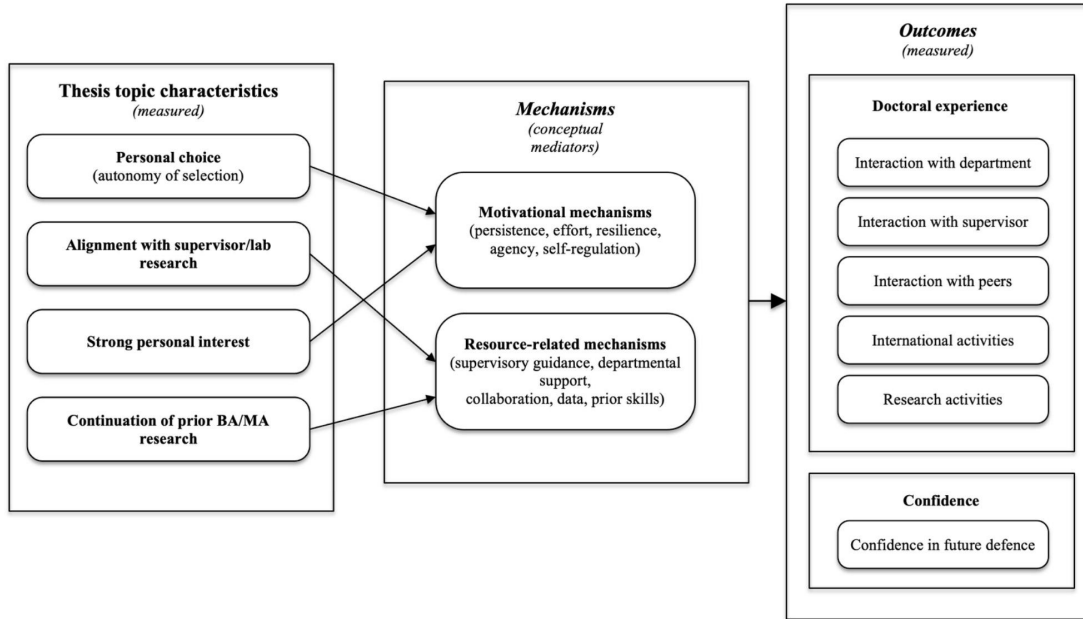 Thesis topic characteristics
(measured)
Personal choice
(autonomy of selection)
Alignment with supervisor/lab
research
Strong personal interest
Continuation of prior BA/MA
research
Mechanisms
(conceptual
mediators)
Motivational mechanisms
(persistence, effort, resilience,
agency, self-regulation)
Resource-related mechanisms
(supervisory guidance, departmental
support,
collaboration, data, prior skills)
Outcomes
(measured)
Doctoral experience
Interaction with department
Interaction with supervisor
Interaction with peers
International activities
Research activities
Confidence
Confidence in future defence